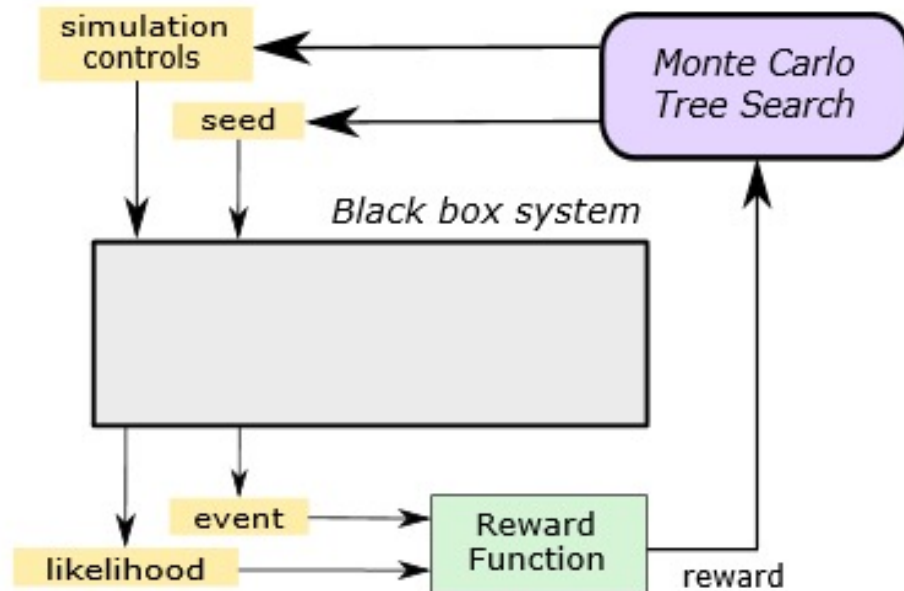 simulation
controls
Monte Carlo
Tree Search
seed
Black box system
event
Reward
Function
likelihood
reward